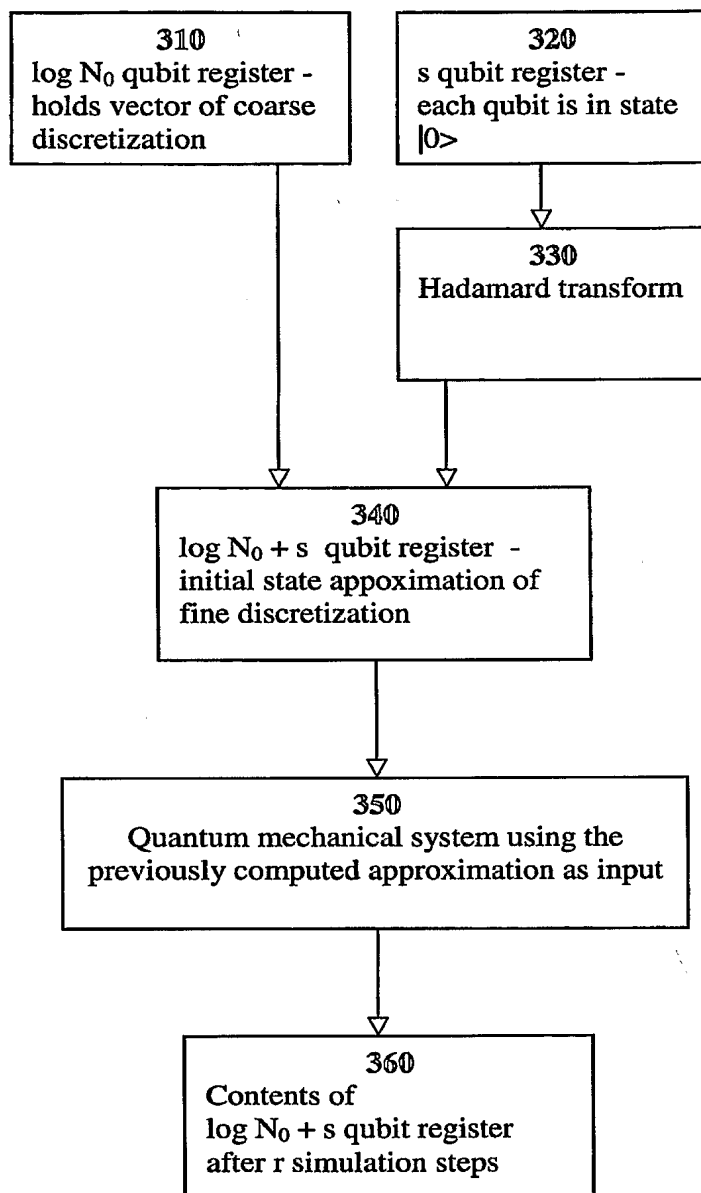 310
log N₀ qubit register -
holds vector of coarse
discretization
320
s qubit register -
each qubit is in state
|0>
330
Hadamard transform
340
log N₀ + s qubit register -
initial state appoximation of
fine discretization
350
Quantum mechanical system using the
previously computed approximation as input
360
Contents of
log N₀ + s qubit register
after r simulation steps